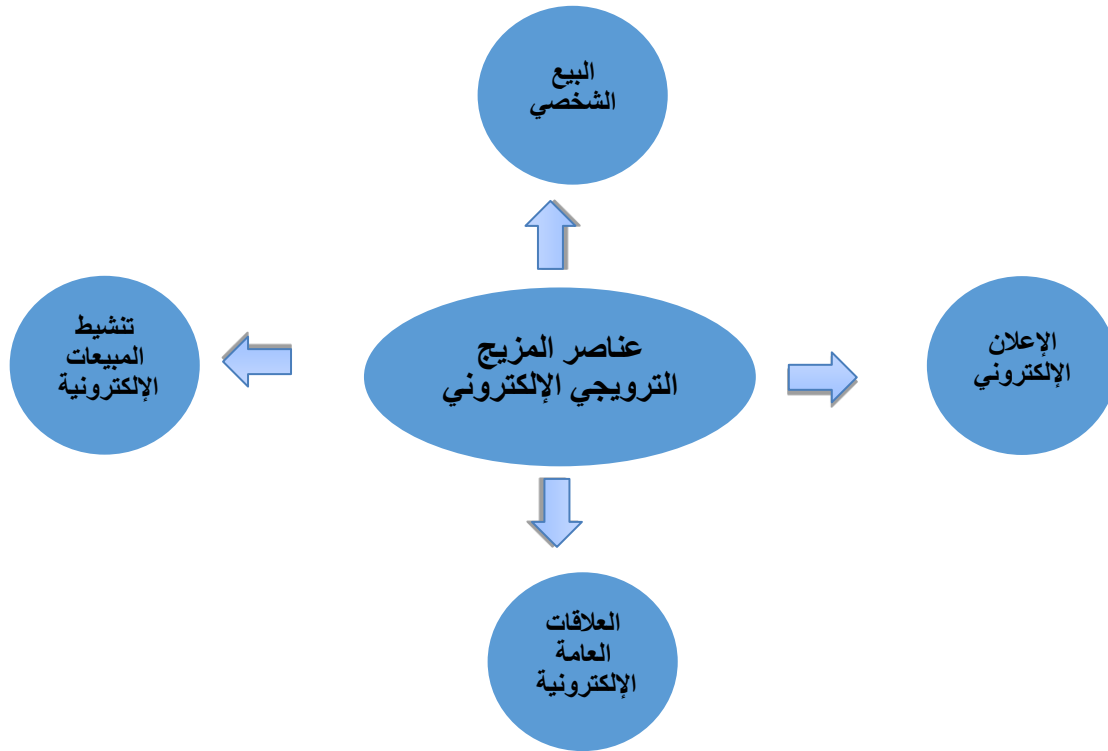 البيع
الشخصي
عناصر المزيج
الترويجي الإلكتروني
الإعلان
الإلكتروني
تنشيط
المبيعات
الإلكترونية
العلاقات
العامة
الإلكترونية